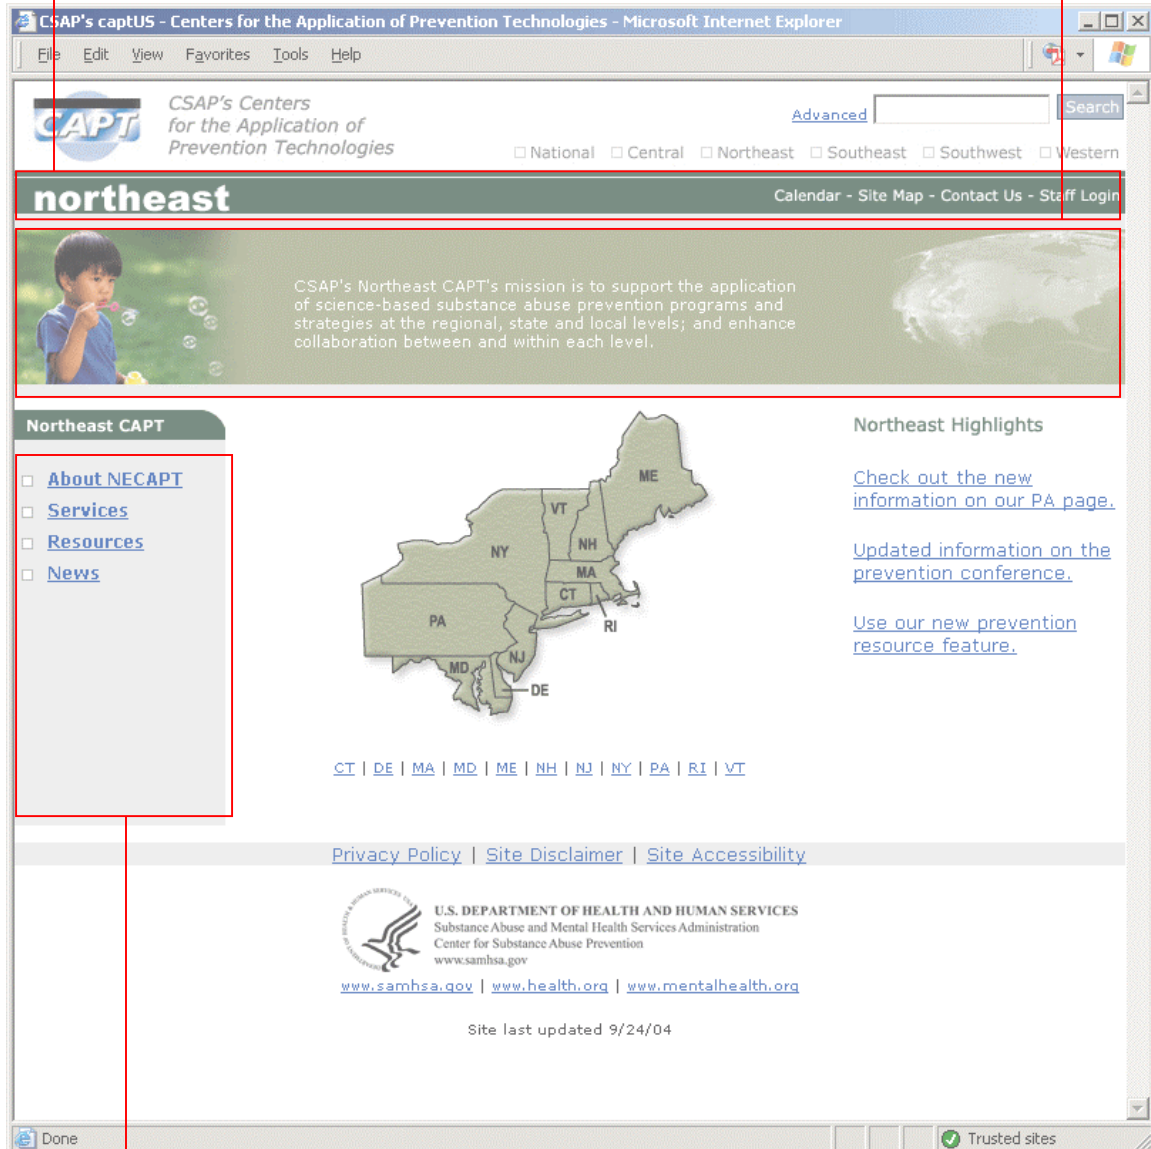 CSAP's captUS - Centers for the Application of Prevention Technologies - Microsoft Internet Explorer
File Edit View Favorites Tools Help
CAPT
CSAP's Centers
for the Application of
Prevention Technologies
Advanced Search
National Central Northeast Southeast Southwest Western
northeast
Calendar - Site Map - Contact Us - Staff Login
CSAP's Northeast CAPT's mission is to support the application
of science-based substance abuse prevention programs and
strategies at the regional, state and local levels; and enhance
collaboration between and within each level.
Northeast CAPT
About NECAPT
Services
Resources
News
ME
VT
NY
NH
MA
CT
RI
PA
NJ
MD
DE
CT | DE | MA | MD | ME | NH | NJ | NY | PA | RI | VT
Northeast Highlights
Check out the new
information on our PA page.
Updated information on the
prevention conference.
Use our new prevention
resource feature.
Privacy Policy | Site Disclaimer | Site Accessibility
U.S. DEPARTMENT OF HEALTH AND HUMAN SERVICES
Substance Abuse and Mental Health Services Administration
Center for Substance Abuse Prevention
www.samhsa.gov
www.samhsa.gov | www.health.org | www.mentalhealth.org
Site last updated 9/24/04
Done
Trusted sites